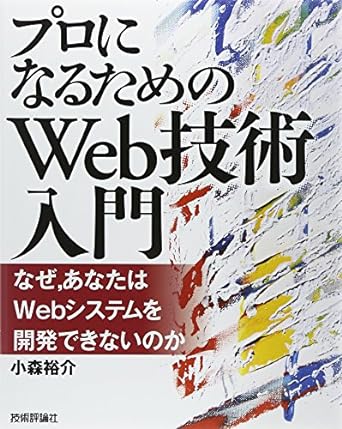 プロに
なるための
Web技術
入門
なぜ,あなたは
Webシステムを
開発できないのか
小森裕介
技術評論社